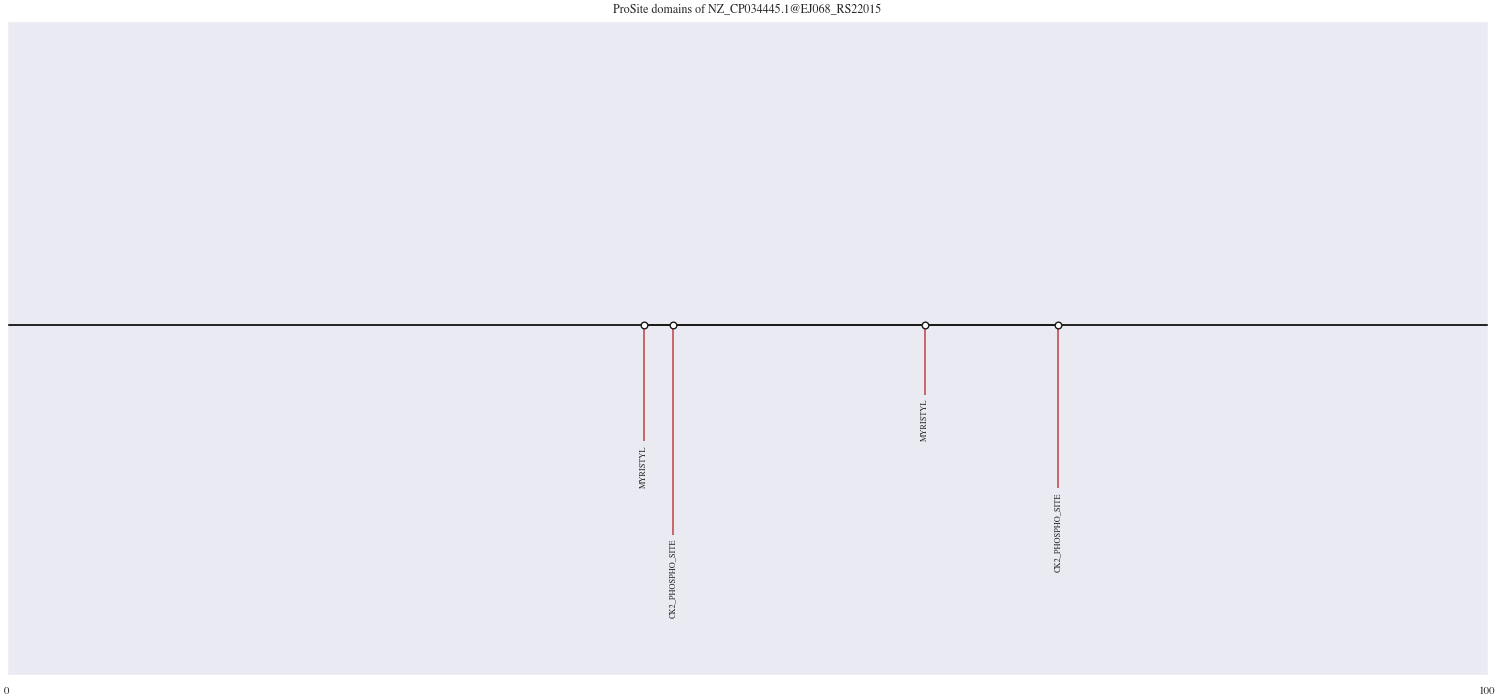 ProSite domains of NZ_CP034445.1@EJ068_RS22015
MYRISTYL
CK2_PHOSPHO_SITE
MYRISTYL
CK2_PHOSPHO_SITE
0
100